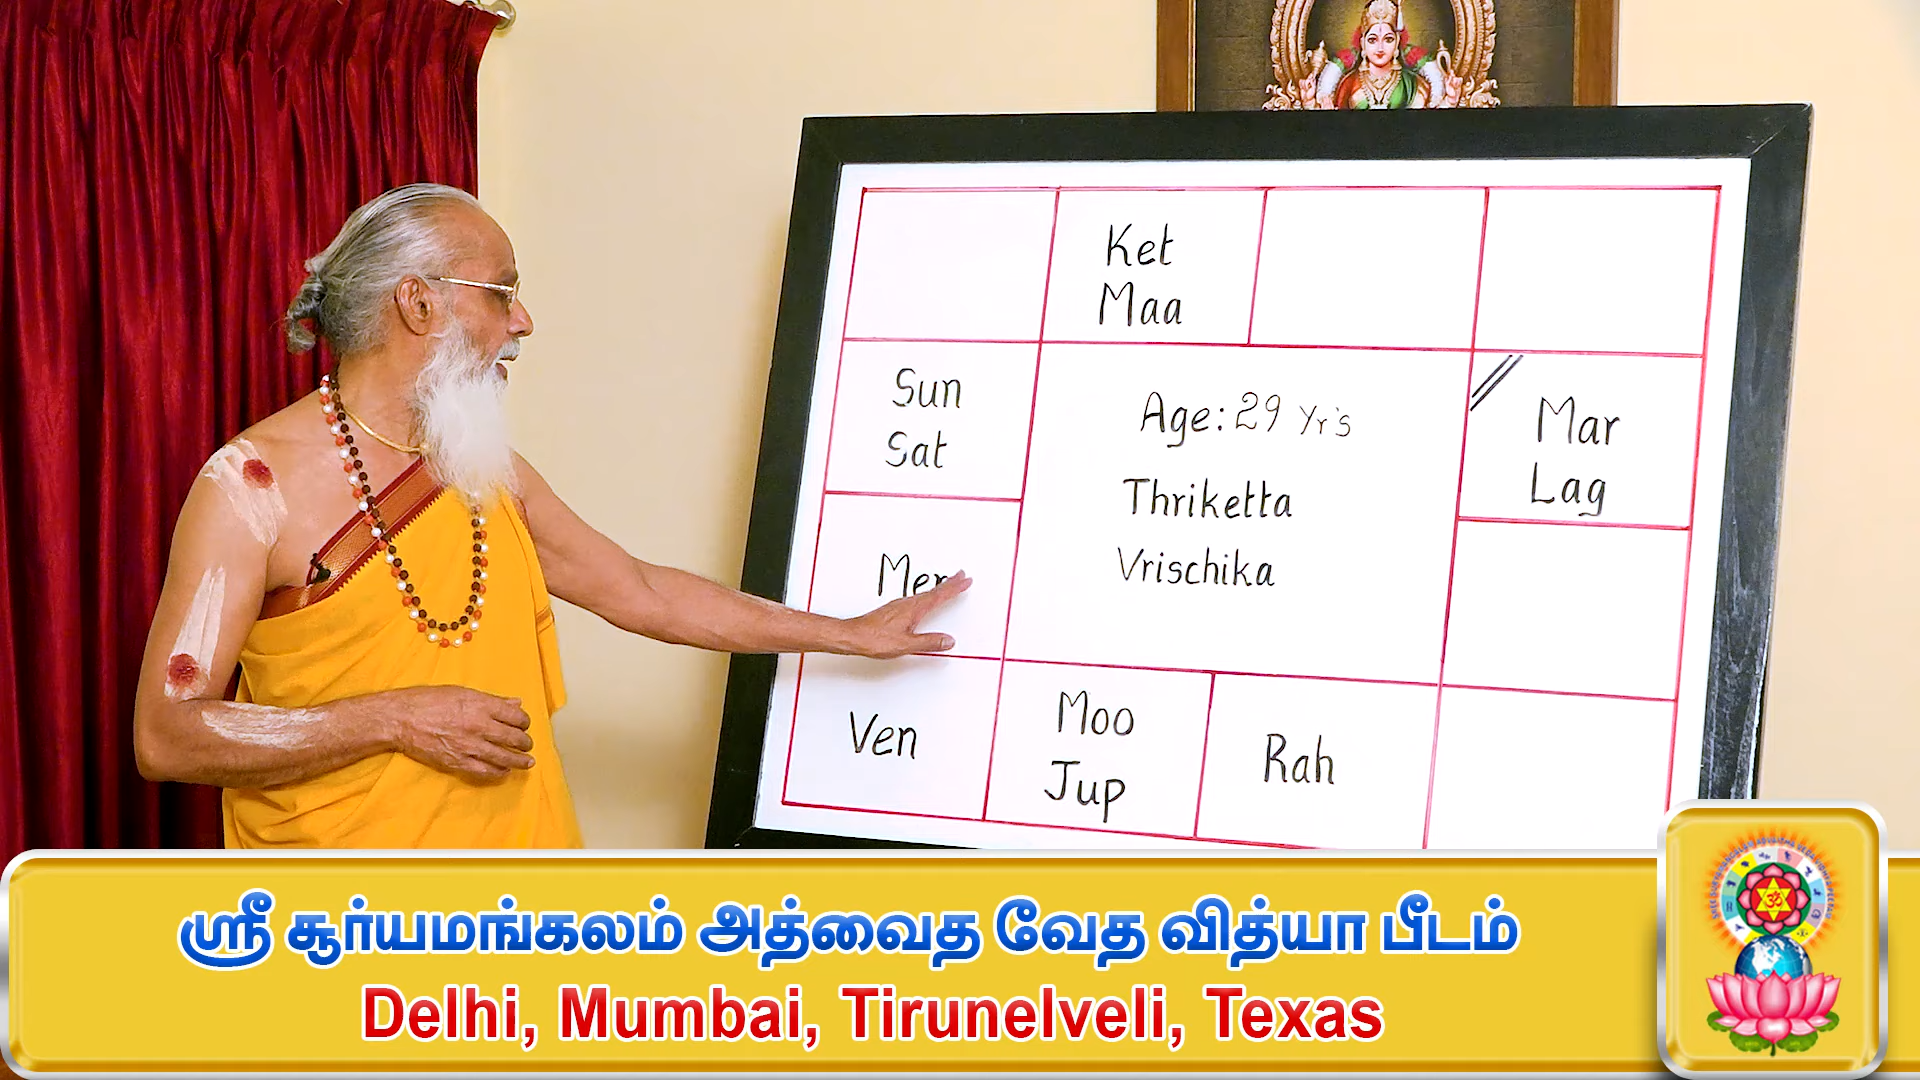 Ket
Maa
Sun
Sat
Age: 29 Yr's
Thriketta
Vrischika
Mar
Lag
Mer
Ven
Moo
Jup
Rah
ஸ்ரீ சூர்யமங்கலம் அத்வைத வேத வித்யா பீடம்
Delhi, Mumbai, Tirunelveli, Texas